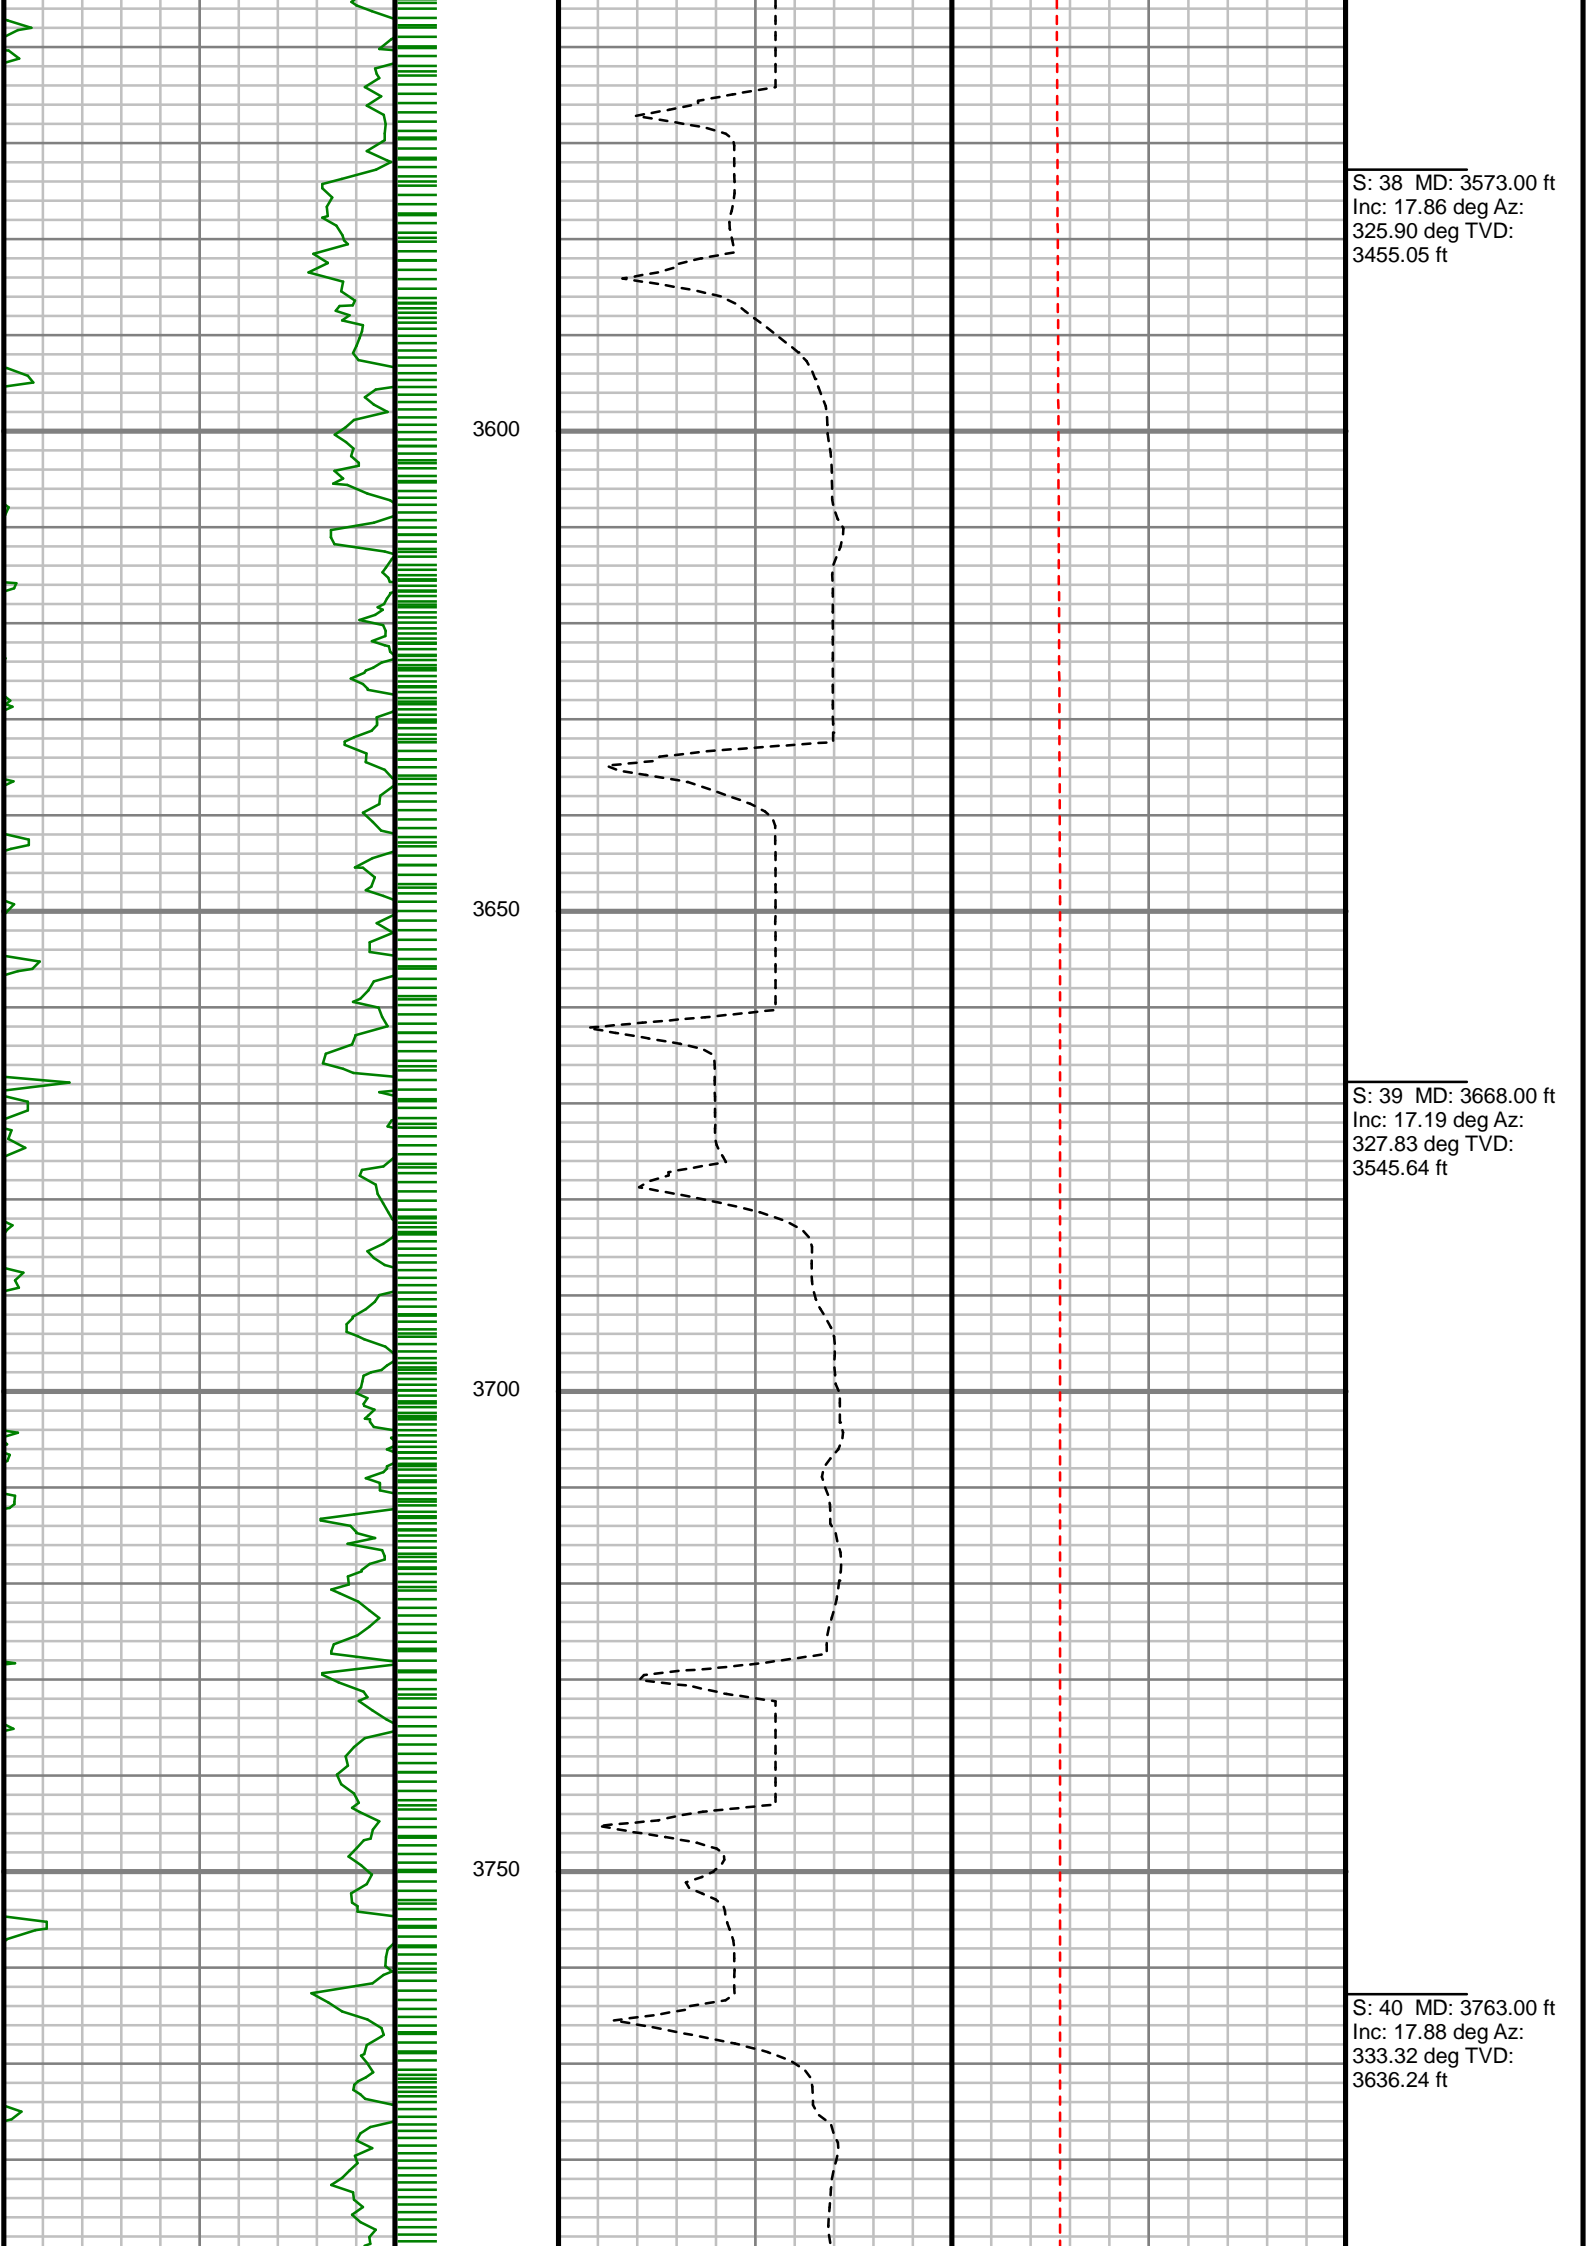 S: 38 MD: 3573.00 ft
Inc: 17.86 deg Az:
325.90 deg TVD:
3455.05 ft
3600
3650
S: 39 MD: 3668.00 ft
Inc: 17.19 deg Az:
327.83 deg TVD:
3545.64 ft
3700
3750
S: 40 MD: 3763.00 ft
Inc: 17.88 deg Az:
333.32 deg TVD:
3636.24 ft